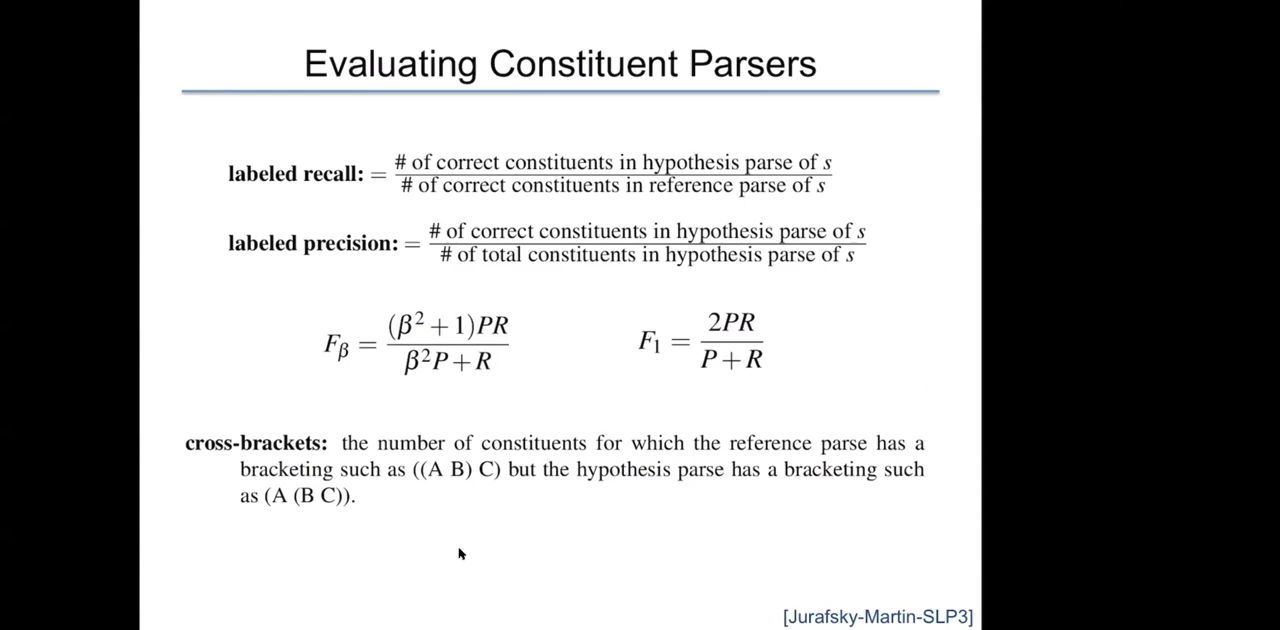 Evaluating Constituent Parsers
labeled recall: = # of correct constituents in hypothesis parse of s
# of correct constituents in reference parse of s
labeled precision: = # of correct constituents in hypothesis parse of s
# of total constituents in hypothesis parse of s
Fβ = (β²+1)PR / β²P+R
F₁ = 2PR / P+R
cross-brackets: the number of constituents for which the reference parse has a
bracketing such as ((A B) C) but the hypothesis parse has a bracketing such
as (A (B C)).
[Jurafsky-Martin-SLP3]